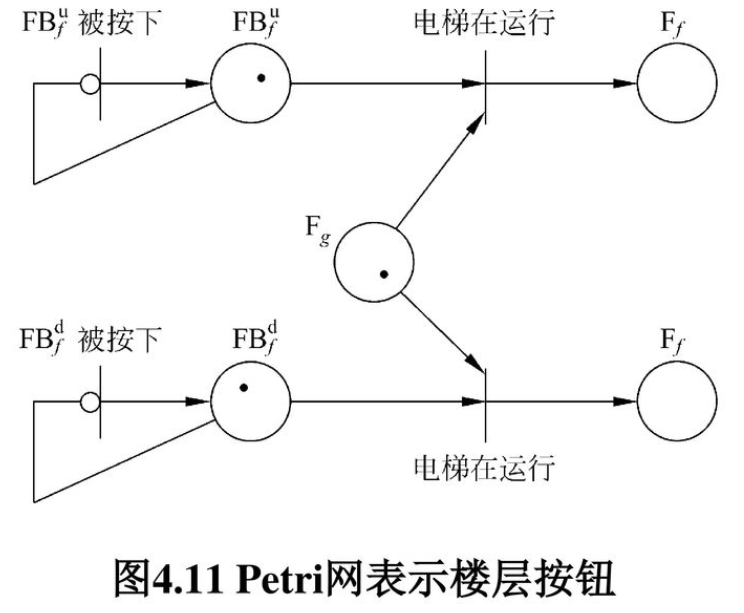 FB_f^u 被按下 FB_f^u 电梯在运行 F_f
F_g
FB_f^d 被按下 FB_f^d F_f
电梯在运行
图4.11 Petri网表示楼层按钮